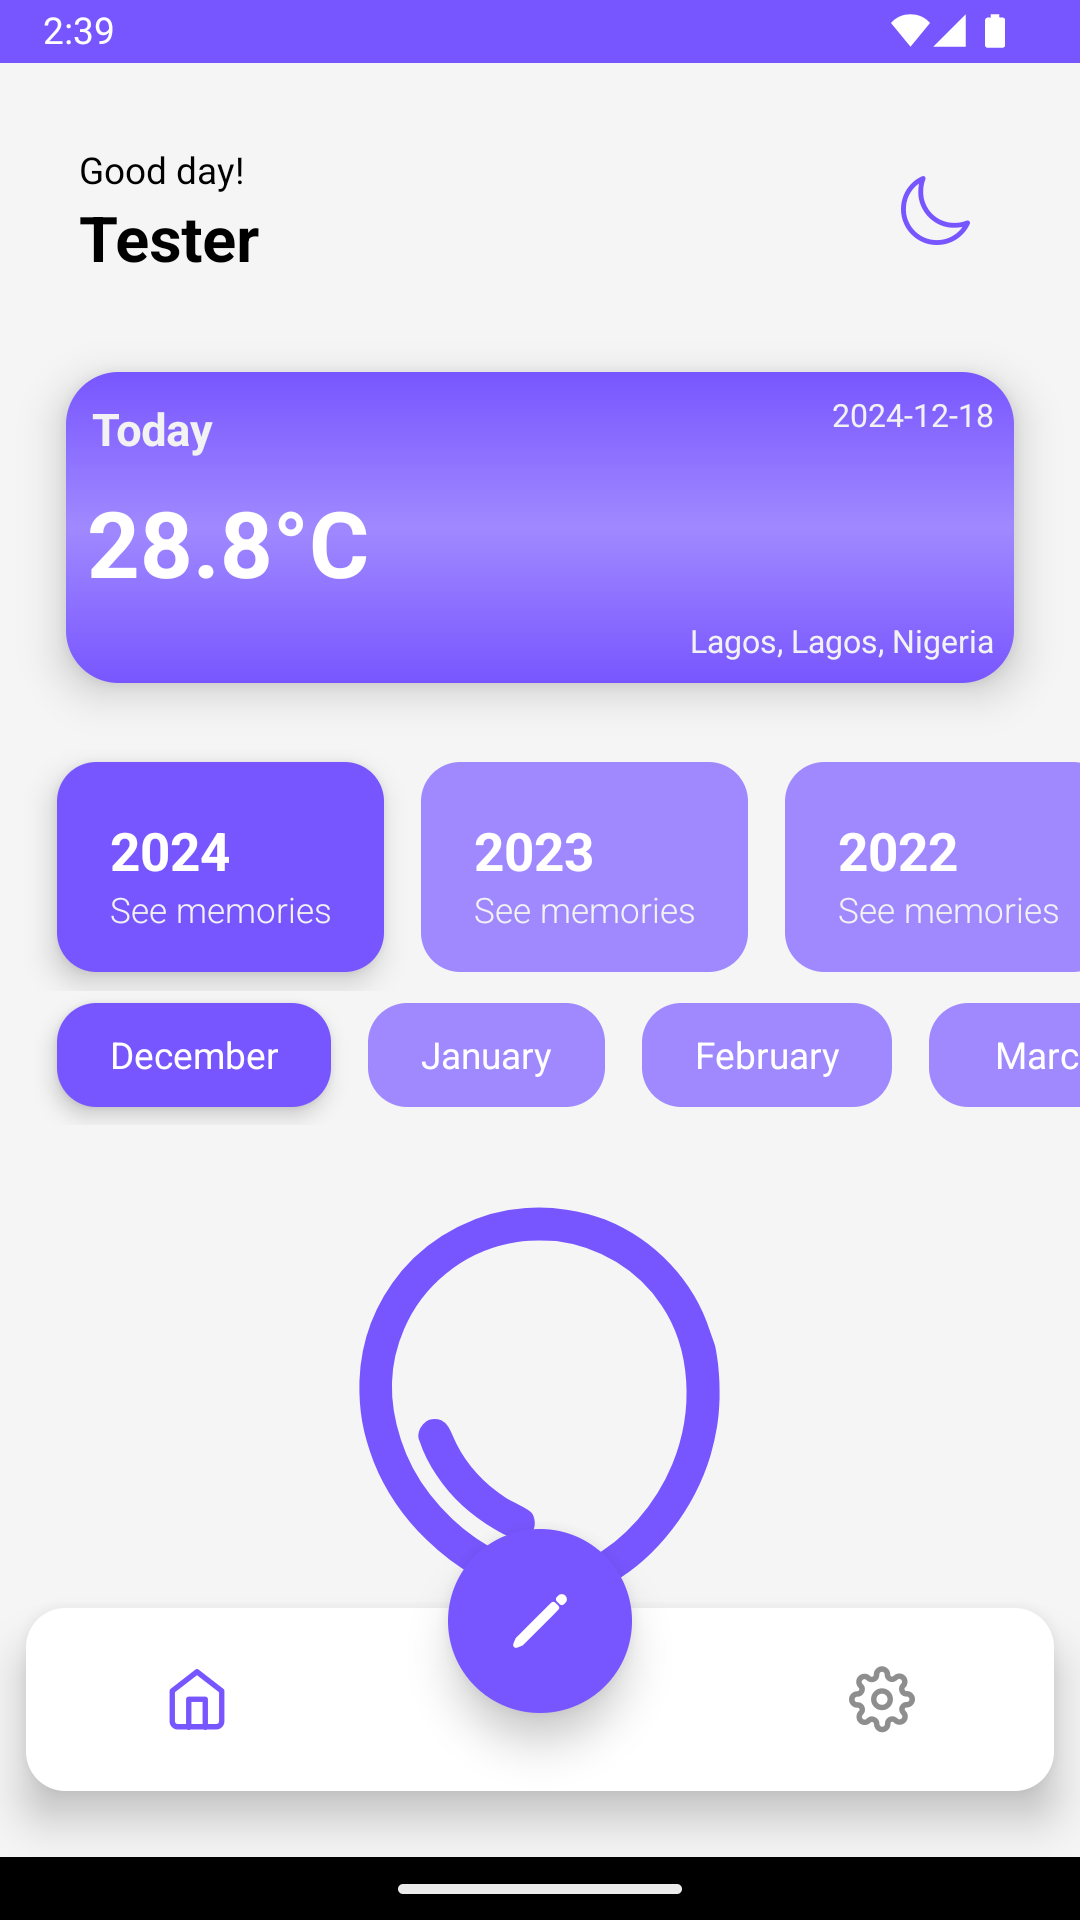 2:39
Good day!
Tester
Today
2024-12-18
28.8°C
Lagos, Lagos, Nigeria
2024
See memories
2023
See memories
2022
See memories
December
January
February
Marc